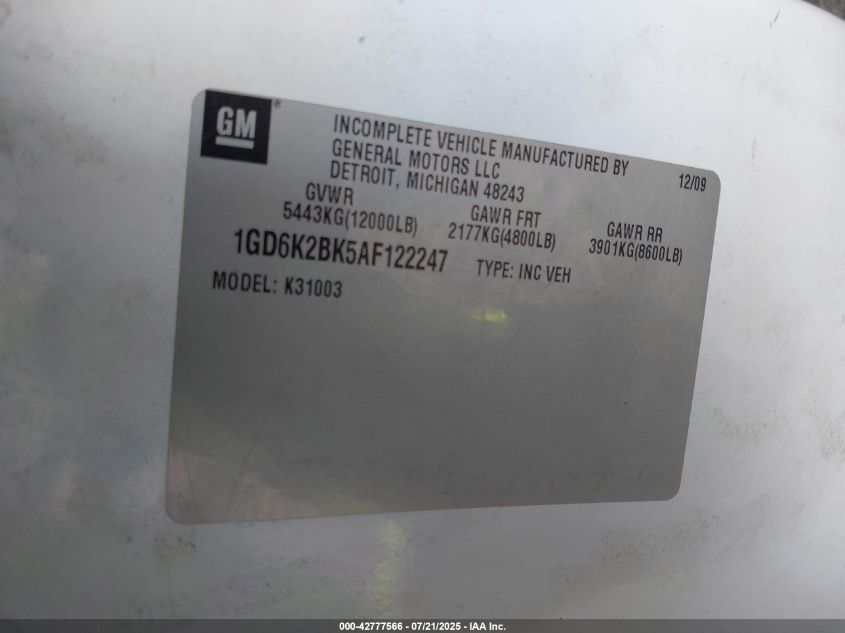 GM
INCOMPLETE VEHICLE MANUFACTURED BY
GENERAL MOTORS LLC
DETROIT, MICHIGAN 48243
12/09
GVWR
5443KG(12000LB)
GAWR FRT
2177KG(4800LB)
GAWR RR
3901KG(8600LB)
1GD6K2BK5AF122247
TYPE: INC VEH
MODEL: K31003
000-42777566 - 07/21/2025 - IAA Inc.